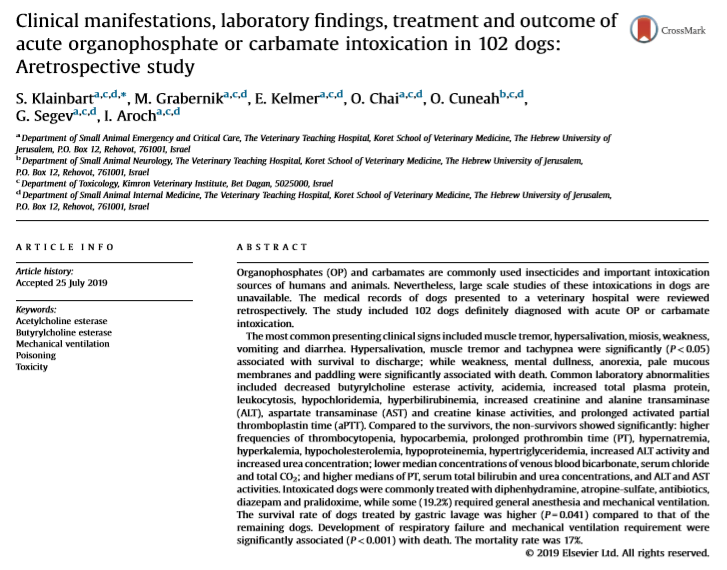 Clinical manifestations, laboratory findings, treatment and outcome of
acute organophosphate or carbamate intoxication in 102 dogs:
Aretrospective study
CrossMark
S. Klainbarta,c,d,*, M. Grabernika,c,d, E. Kelmera,c,d, O. Chaia,c,d, O. Cuneahb,c,d,
G. Segeva,c,d, I. Arocha,c,d
a Department of Small Animal Emergency and Critical Care, The Veterinary Teaching Hospital, Koret School of Veterinary Medicine, The Hebrew University of
Jerusalem, P.O. Box 12, Rehovot, 761001, Israel
b Department of Small Animal Neurology, The Veterinary Teaching Hospital, Koret School of Veterinary Medicine, The Hebrew University of Jerusalem,
P.O. Box 12, Rehovot, 761001, Israel
c Department of Toxicology, Kimron Veterinary Institute, Bet Dagan, 5025000, Israel
d Department of Small Animal Internal Medicine, The Veterinary Teaching Hospital, Koret School of Veterinary Medicine, The Hebrew University of Jerusalem,
P.O. Box 12, Rehovot, 761001, Israel
ARTICLE INFO
Article history:
Accepted 25 July 2019
Keywords:
Acetylcholine esterase
Butyrylcholine esterase
Mechanical ventilation
Poisoning
Toxicity
ABSTRACT
Organophosphates (OP) and carbamates are commonly used insecticides and important intoxication
sources of humans and animals. Nevertheless, large scale studies of these intoxications in dogs are
unavailable. The medical records of dogs presented to a veterinary hospital were reviewed
retrospectively. The study included 102 dogs definitely diagnosed with acute OP or carbamate
intoxication.
The most common presenting clinical signs included muscle tremor, hypersalivation, miosis, weakness,
vomiting and diarrhea. Hypersalivation, muscle tremor and tachypnea were significantly (P < 0.05)
associated with survival to discharge; while weakness, mental dullness, anorexia, pale mucous
membranes and paddling were significantly associated with death. Common laboratory abnormalities
included decreased butyrylcholine esterase activity, acidemia, increased total plasma protein,
leukocytosis, hypochloridemia, hyperbilirubinemia, increased creatinine and alanine transaminase
(ALT), aspartate transaminase (AST) and creatine kinase activities, and prolonged activated partial
thromboplastin time (aPTT). Compared to the survivors, the non-survivors showed significantly: higher
frequencies of thrombocytopenia, hypocarbemia, prolonged prothrombin time (PT), hypernatremia,
hyperkalemia, hypocholesterolemia, hypoproteinemia, hypertriglyceridemia, increased ALT activity and
increased urea concentration; lower median concentrations of venous blood bicarbonate, serum chloride
and total CO2; and higher medians of PT, serum total bilirubin and urea concentrations, and ALT and AST
activities. Intoxicated dogs were commonly treated with diphenhydramine, atropine-sulfate, antibiotics,
diazepam and pralidoxime, while some (19.2%) required general anesthesia and mechanical ventilation.
The survival rate of dogs treated by gastric lavage was higher (P = 0.041) compared to that of the
remaining dogs. Development of respiratory failure and mechanical ventilation requirement were
significantly associated (P < 0.001) with death. The mortality rate was 17%.
© 2019 Elsevier Ltd. All rights reserved.